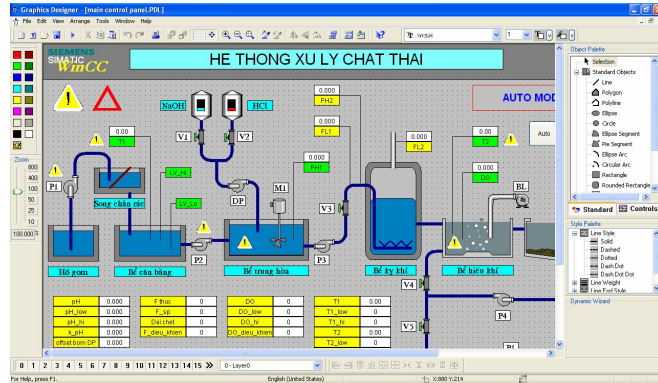 Graphics Designer - [main control panel.PDL]
File Edit View Arrange Tools Window Help
SIEMENS
SIMATIC
WinCC
HE THONG XU LY CHAT THAI
AUTO MOD
Auto
NaOH
HCl
V1
V2
0.000
PH2
0.000
FL1
0.000
FL2
0.00
T1
0.00
T2
0.000
PH1
0.000
DO
LV_Hi
LV_Lo
P1
DP
M1
BL
V3
P2
P3
V4
V5
P4
Song chắn rác
Hố gom
Bể cân bằng
Bể trung hòa
Bể kỵ khí
Bể hiếu khí
pH 0.000 F thuc 0 DO 0 T1 0.00
pH_low 0.000 F_sp 0 DO_low 0 T1_low 0
pH_hi 0.000 Dai shet 0 DO_hi 0 T1_hi 0
k_pH 0.000 F_dieu_khien 0 DO_dieu_khien 0 T2 0.00
offset bom DP 0.000 T2_low 0
Zoom
800
400
200
100
50
25
10
100.000 %
Object Palette
Selection
Standard Objects
Line
Polygon
Polyline
Ellipse
Circle
Ellipse Segment
Pie Segment
Ellipse Arc
Circular Arc
Rectangle
Rounded Rectangle
Standard Controls
Style Palette
Line Style
Solid
Dashed
Dotted
Dash Dot
Dash Dot Dot
Line Weight
Line End Style
Dynamic Wizard
0 1 2 3 4 5 6 7 8 9 10 11 12 13 14 15 0 - Layer0
For Help, press F1. English (United States) X:880 Y:214